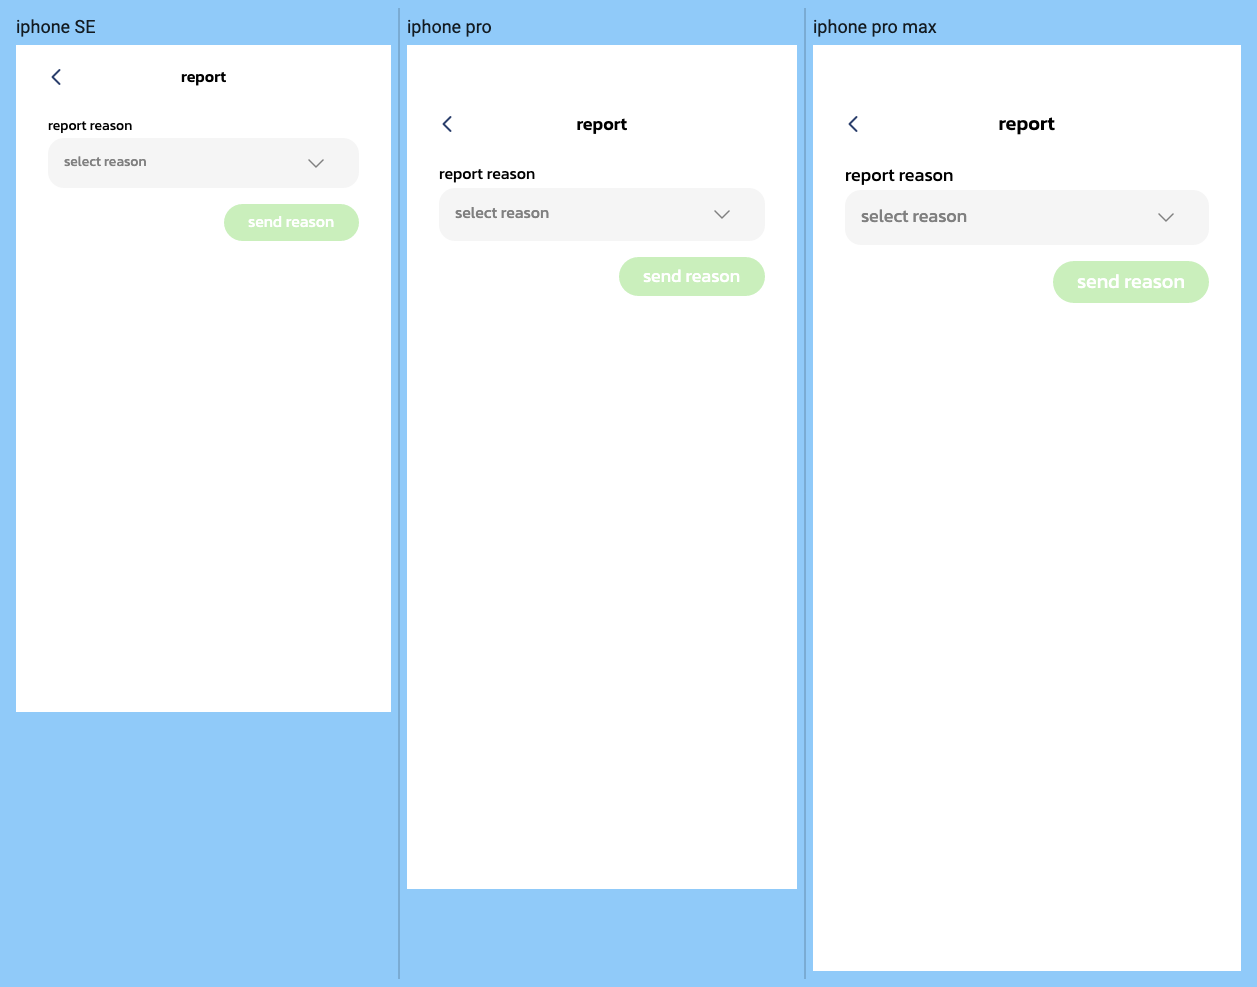 iphone SE
report
report reason
select reason
send reason
iphone pro
report
report reason
select reason
send reason
iphone pro max
report
report reason
select reason
send reason